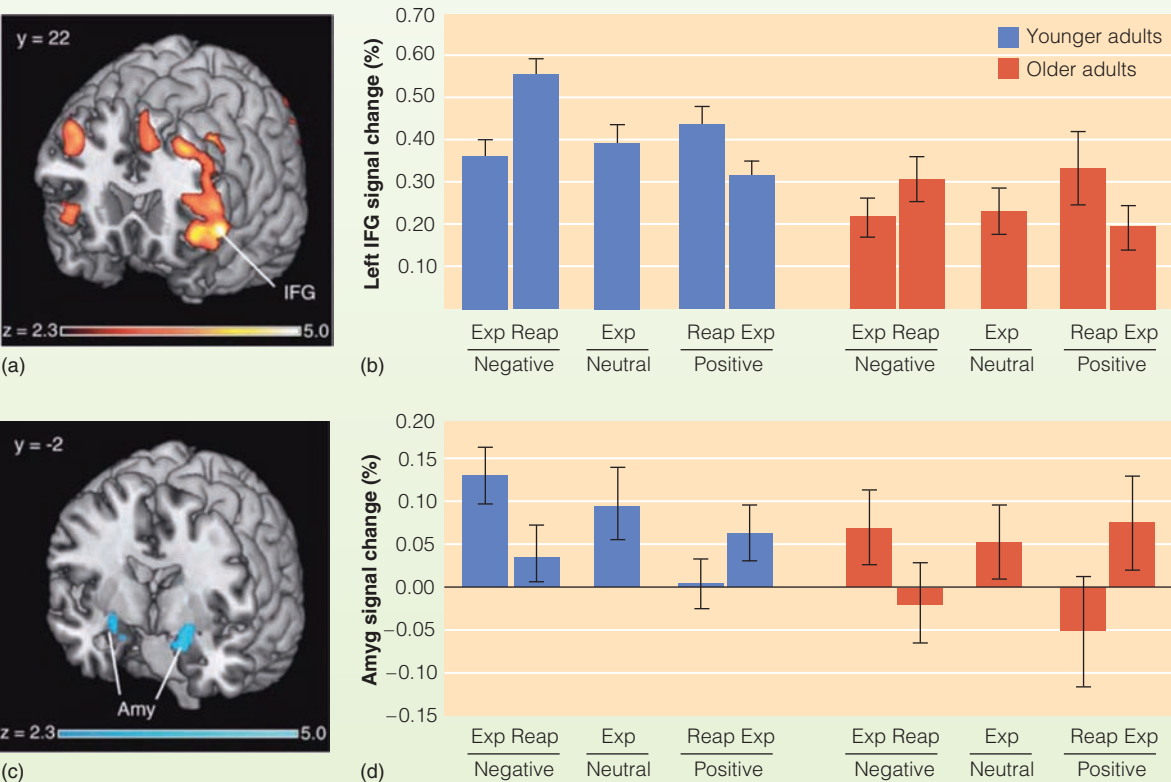 y = 22
IFG
z = 2.3 5.0
(a)
Left IFG signal change (%)
0.70
0.60
0.50
0.40
0.30
0.20
0.10
Younger adults
Older adults
Exp Reap Exp Reap Exp Exp Reap Exp Reap Exp
Negative Neutral Positive Negative Neutral Positive
(b)
y = -2
Amy
z = 2.3 5.0
(c)
Amyg signal change (%)
0.20
0.15
0.10
0.05
0.00
−0.05
−0.10
−0.15
Exp Reap Exp Reap Exp Exp Reap Exp Reap Exp
Negative Neutral Positive Negative Neutral Positive
(d)